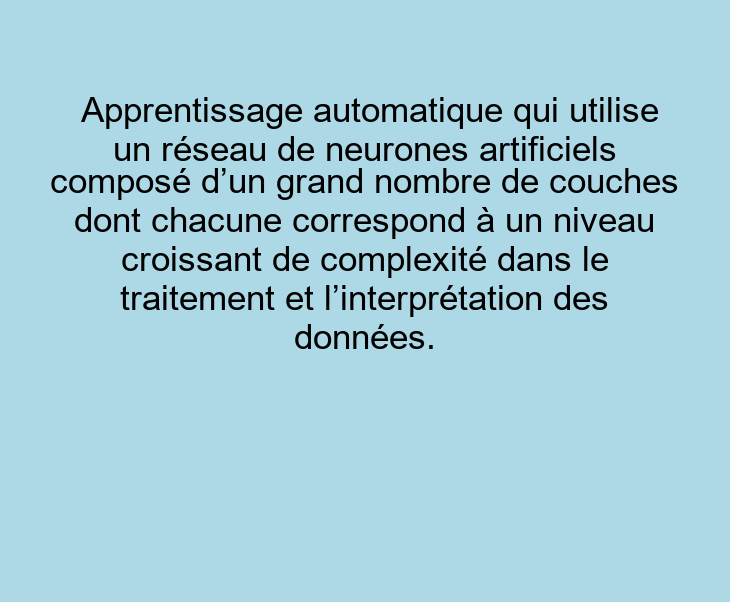 Apprentissage automatique qui utilise
un réseau de neurones artificiels
composé d’un grand nombre de couches
dont chacune correspond à un niveau
croissant de complexité dans le
traitement et l’interprétation des
données.